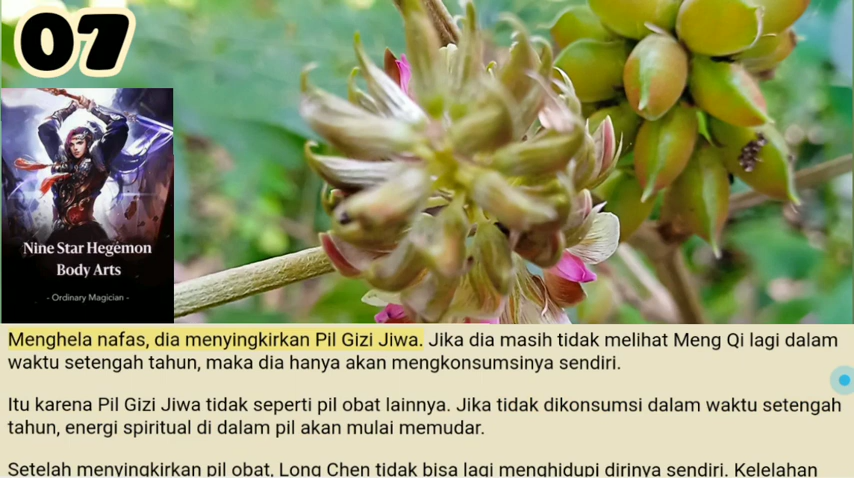 07
Nine Star Hegemon
Body Arts
- Ordinary Magician -
Menghela nafas, dia menyingkirkan Pil Gizi Jiwa. Jika dia masih tidak melihat Meng Qi lagi dalam
waktu setengah tahun, maka dia hanya akan mengkonsumsinya sendiri.
Itu karena Pil Gizi Jiwa tidak seperti pil obat lainnya. Jika tidak dikonsumsi dalam waktu setengah
tahun, energi spiritual di dalam pil akan mulai memudar.
Setelah menyingkirkan pil obat, Long Chen tidak bisa lagi menghidupi dirinya sendiri. Kelelahan